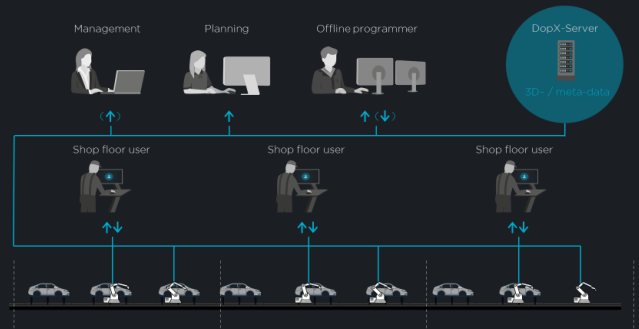 Management
Planning
Offline programmer
DopX-Server
3D- / meta-data
Shop floor user
Shop floor user
Shop floor user